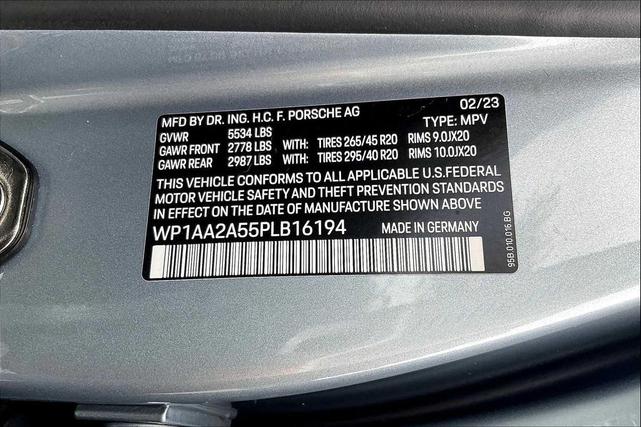 MFD BY DR. ING. H.C. F. PORSCHE AG 02/23
GVWR 5534 LBS TYPE: MPV
GAWR FRONT 2778 LBS WITH: TIRES 265/45 R20 RIMS 9.0JX20
GAWR REAR 2987 LBS WITH: TIRES 295/40 R20 RIMS 10.0JX20
THIS VEHICLE CONFORMS TO ALL APPLICABLE U.S.FEDERAL
MOTOR VEHICLE SAFETY AND THEFT PREVENTION STANDARDS
IN EFFECT ON THE DATE OF MANUFACTURE SHOWN ABOVE
WP1AA2A55PLB16194 MADE IN GERMANY
95B.010.016.BG